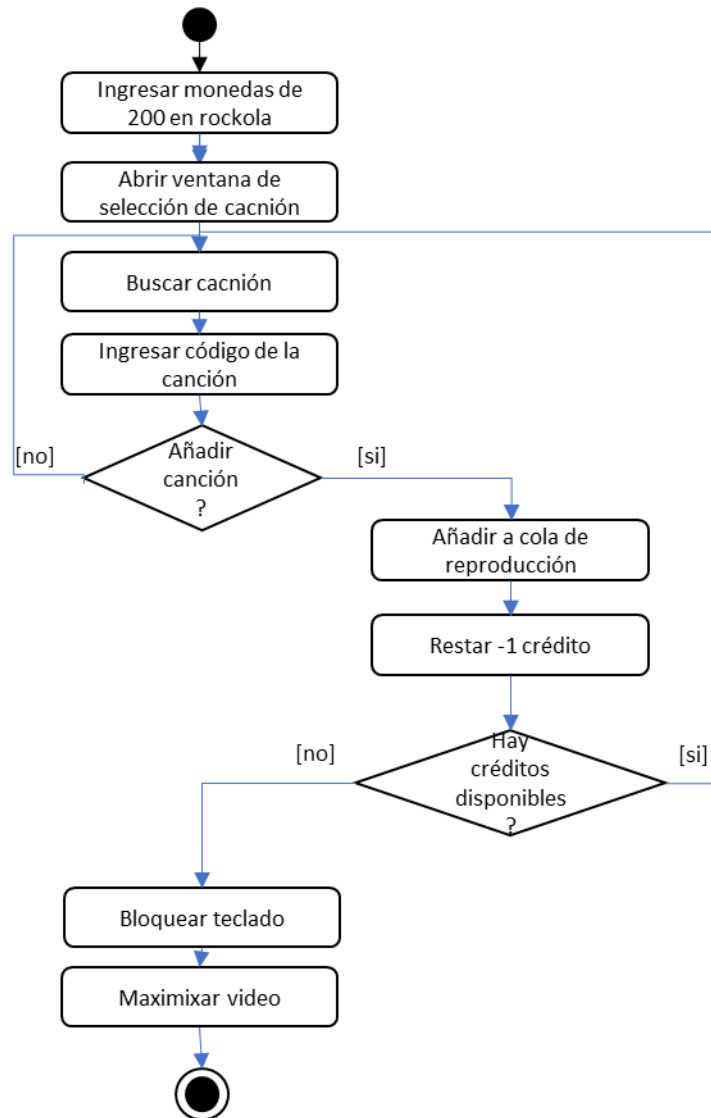 Ingresar monedas de
200 en rockola
Abrir ventana de
selección de cacnión
Buscar cacnión
Ingresar código de la
canción
[no]
Añadir
canción
?
[si]
Añadir a cola de
reproducción
Restar -1 crédito
[no]
Hay
créditos
disponibles
?
[si]
Bloquear teclado
Maximixar video